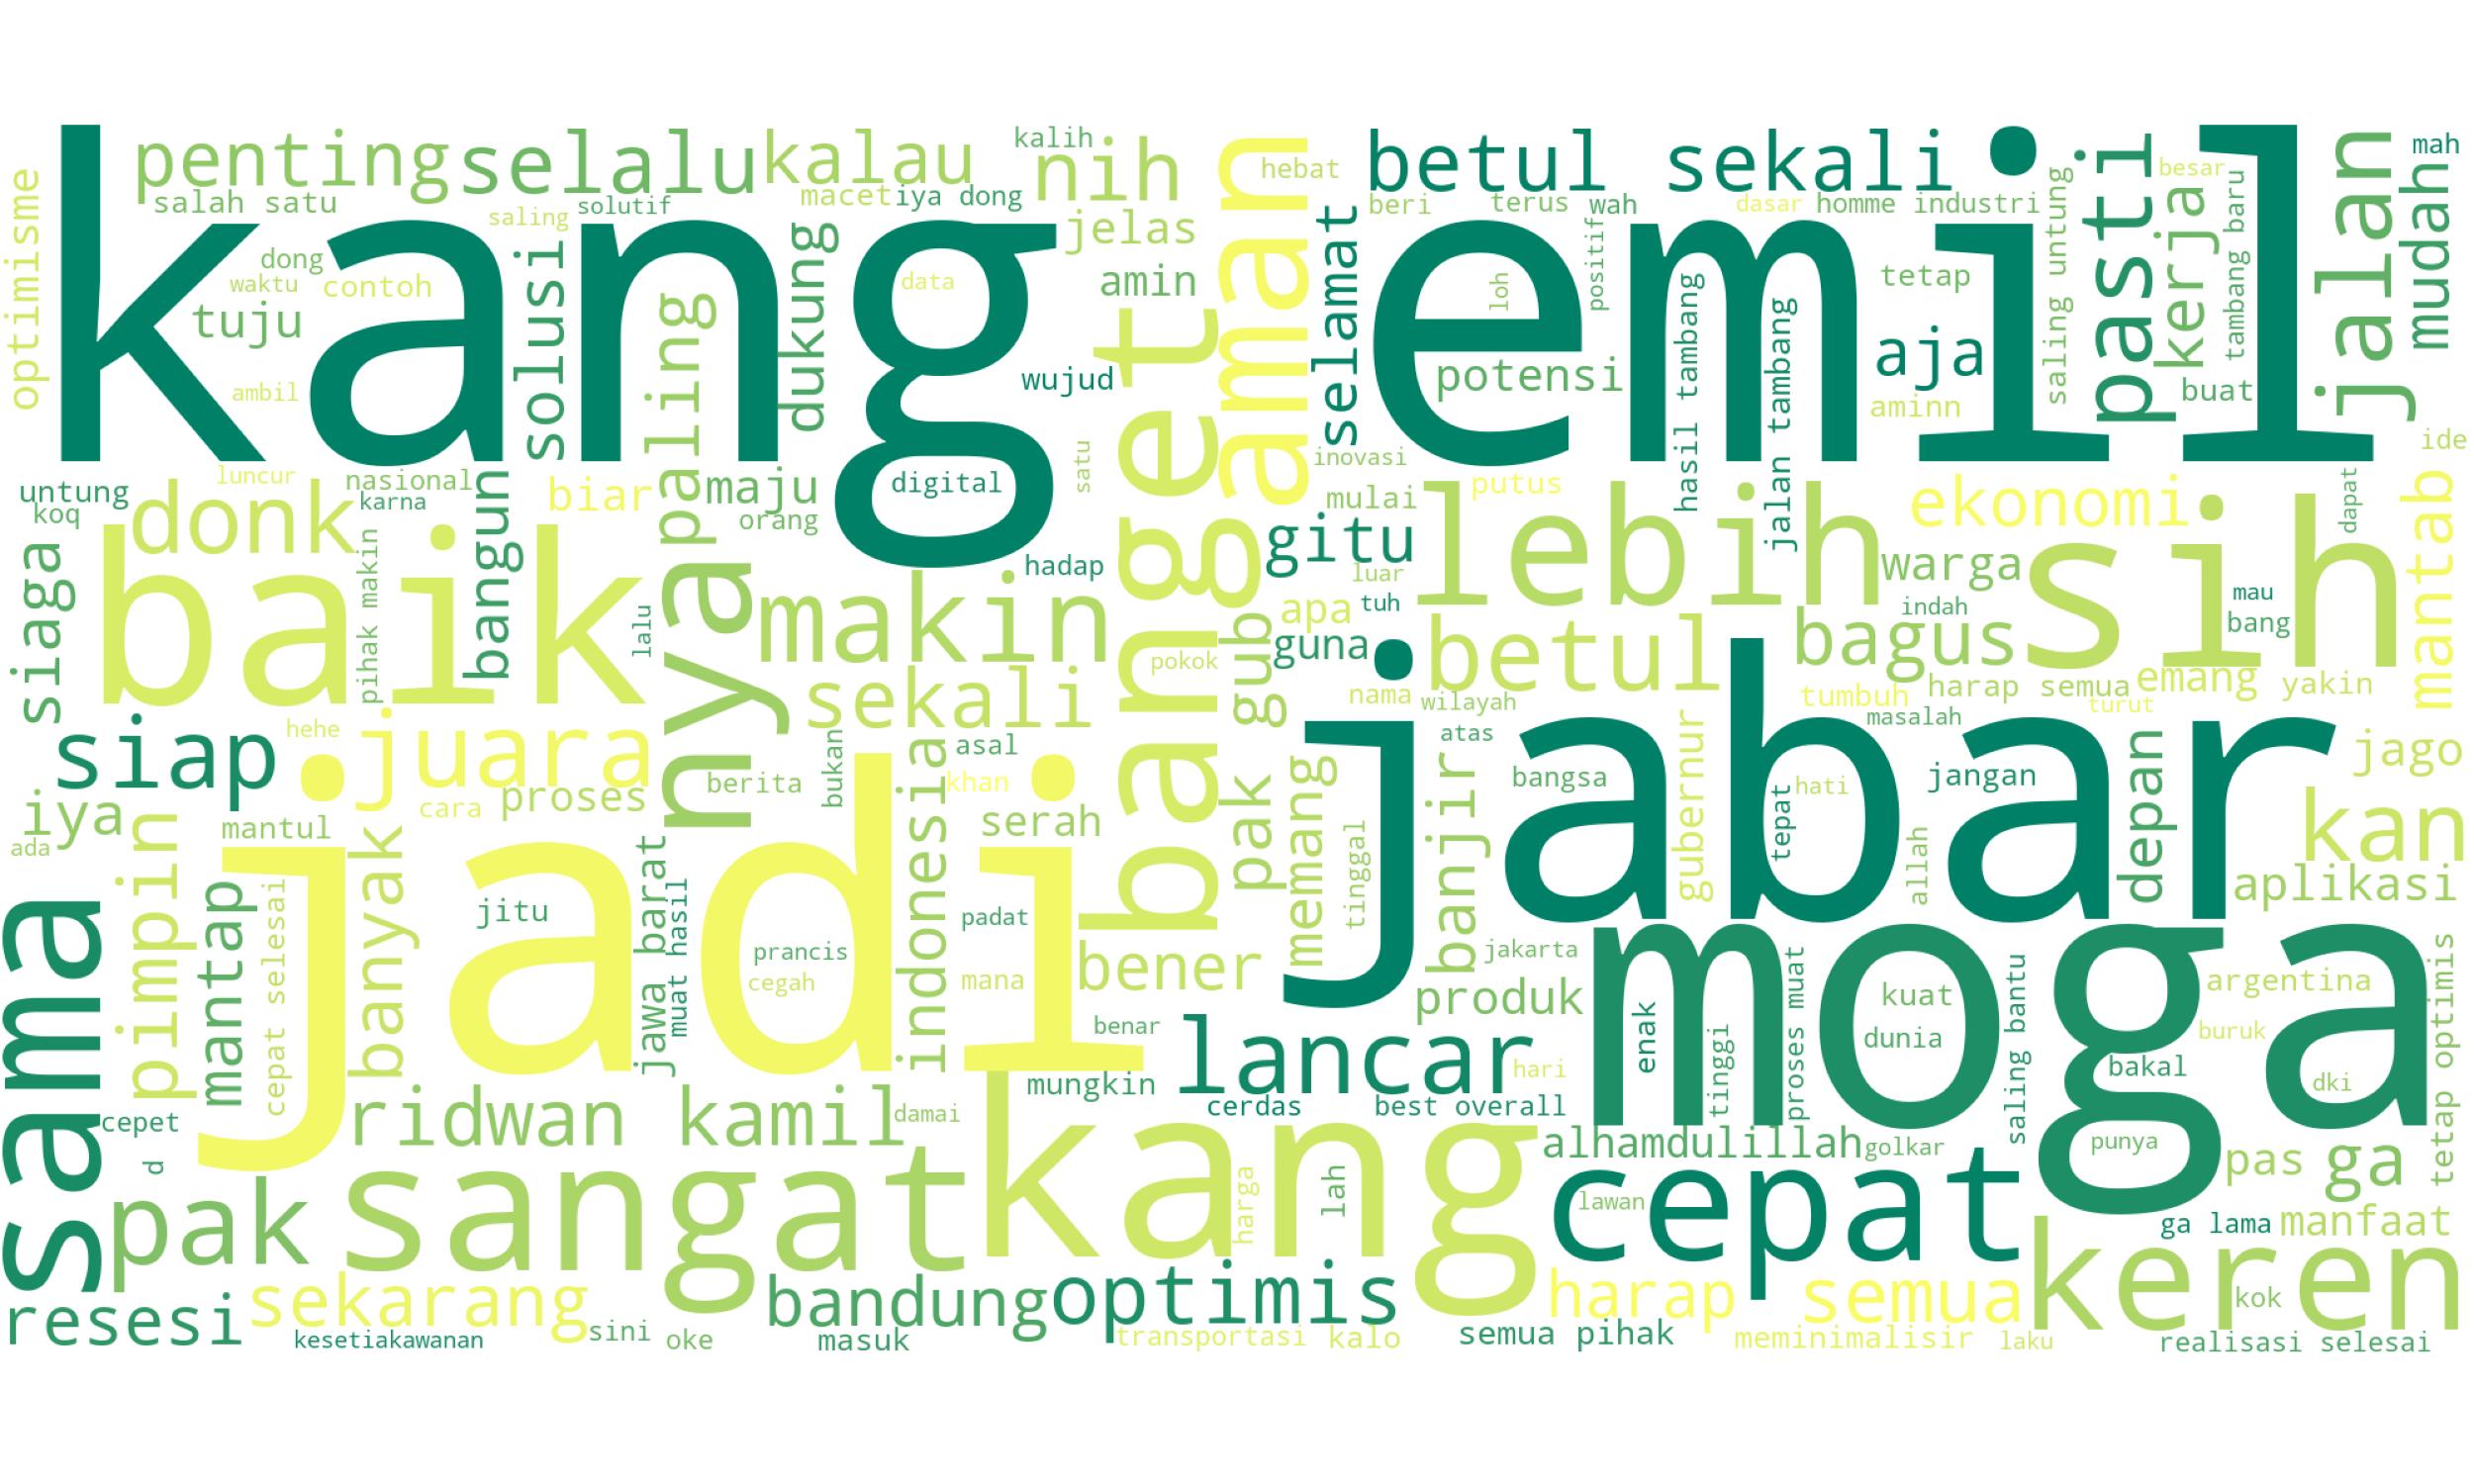 kang emil
optimisme
penting
selalu
kalau
kalih
nih
aman
hebat
betul sekali
pasti
besar
jalan
mah
mudah
salah satu
saling
solutif
macet
iya dong
jelas
beri
terus
wah
dasar
homme industri
saling untung
kerja
tambang baru
dong
waktu
contoh
tuju
ambil
solusi
paling
dukung
data
amin
wujud
banget
selamat
potensi
loh
positif
hasil tambang
jalan tambang
tetap
aja
aminn
buat
ide
untung
koq
luncur
nasional
karna
donk
bangun
biar
maju
orang
digital
satu
inovasi
mulai
putus
lebih
ekonomi
sih
dapat
mantab
siaga
baik
pihak makin
lalu
nya
makin
hadap
gitu
luar
apa
tuh
warga
indah
mau
bang
sekali
pokok
gub
guna
betul
bagus
nama
wilayah
tumbuh
harap semua
emang
yakin
masalah
turut
siap
hehe
juara
berita
bukan
indonesia
asal
khan
jabar
atas
bangsa
gubernur
tepat
hati
jangan
depan
jago
iya
ada
mantul
cara
proses
serah
pak
memang
tinggal
banjir
allah
kan
aplikasi
sama
pimpin
mantap
cepat selesai
banyak
jadi
jitu
jawa barat
muat hasil
prancis
cegah
padat
mana
bener
produk
jakarta
moga
kuat
dunia
argentina
buruk
tetap optimis
benar
lancar
hari
enak
tinggi
proses muat
saling bantu
bakal
dki
cepet
d
ridwan kamil
damai
mungkin
cerdas
best overall
alhamdulillah
golkar
punya
pas
ga
pak
sangat
kang
harga
lah
cepat
lawan
ga lama
manfaat
resesi
sekarang
kesetiakawanan
sini
oke
bandung
masuk
optimis
transportasi
kalo
harap
semua
semua pihak
meminimalisir
laku
keren
kok
realisasi selesai